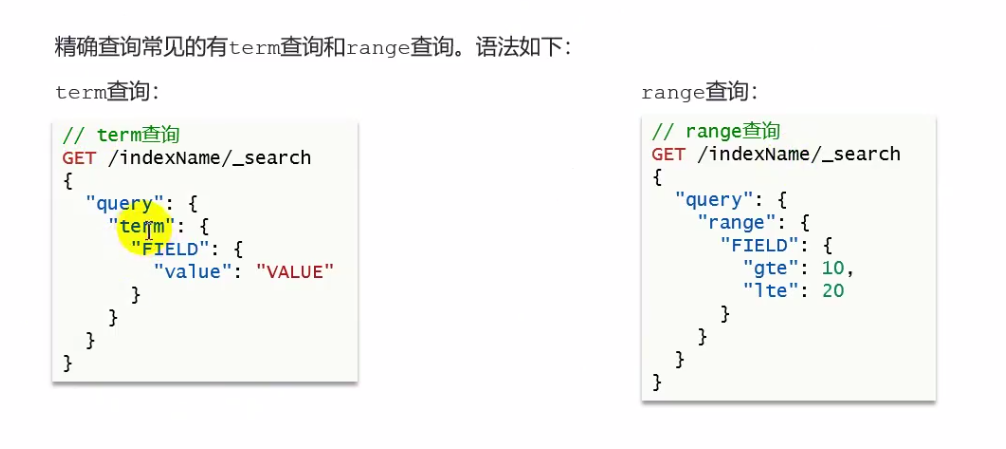 精确查询常见的有term查询和range查询。语法如下：
term查询：
// term查询
GET /indexName/_search
{
  "query": {
    "term": {
      "FIELD": {
        "value": "VALUE"
      }
    }
  }
}
range查询：
// range查询
GET /indexName/_search
{
  "query": {
    "range": {
      "FIELD": {
        "gte": 10,
        "lte": 20
      }
    }
  }
}